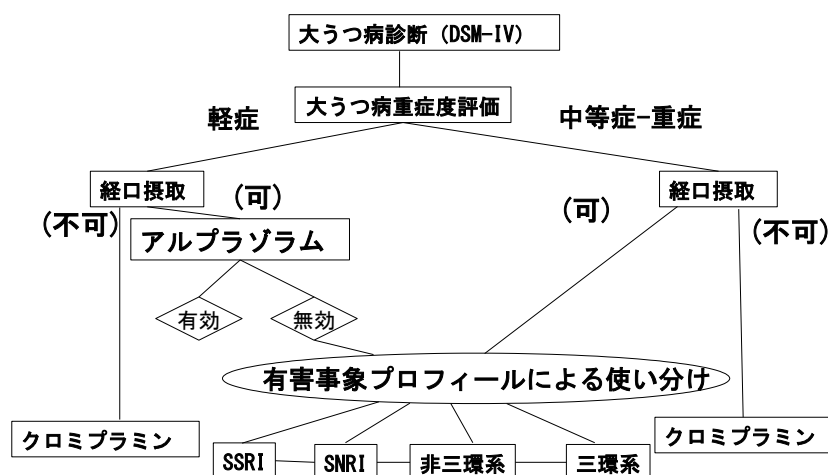 大うつ病診断 (DSM-IV)
大うつ病重症度評価
軽症
中等症-重症
経口摂取
経口摂取
(不可)
(可)
(可)
(不可)
アルプラゾラム
有効
無効
有害事象プロフィールによる使い分け
クロミプラミン
クロミプラミン
SSRI
SNRI
非三環系
三環系